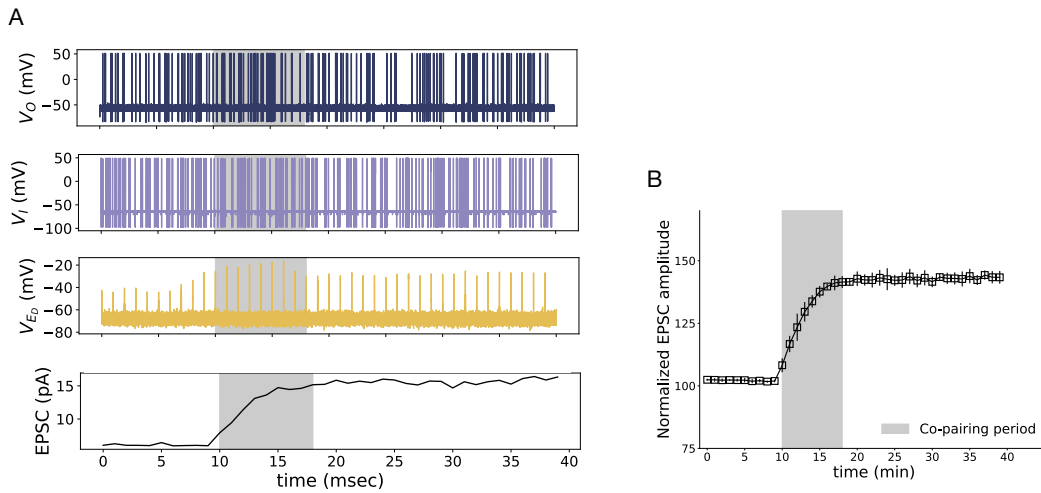 A
50
0
−50
V_O (mV)
50
0
−50
−100
V_I (mV)
−20
−40
−60
−80
V_{E_D} (mV)
15
10
EPSC (pA)
0 5 10 15 20 25 30 35 40
time (msec)
B
150
125
100
75
Normalized EPSC amplitude
Co-pairing period
0 5 10 15 20 25 30 35 40
time (min)